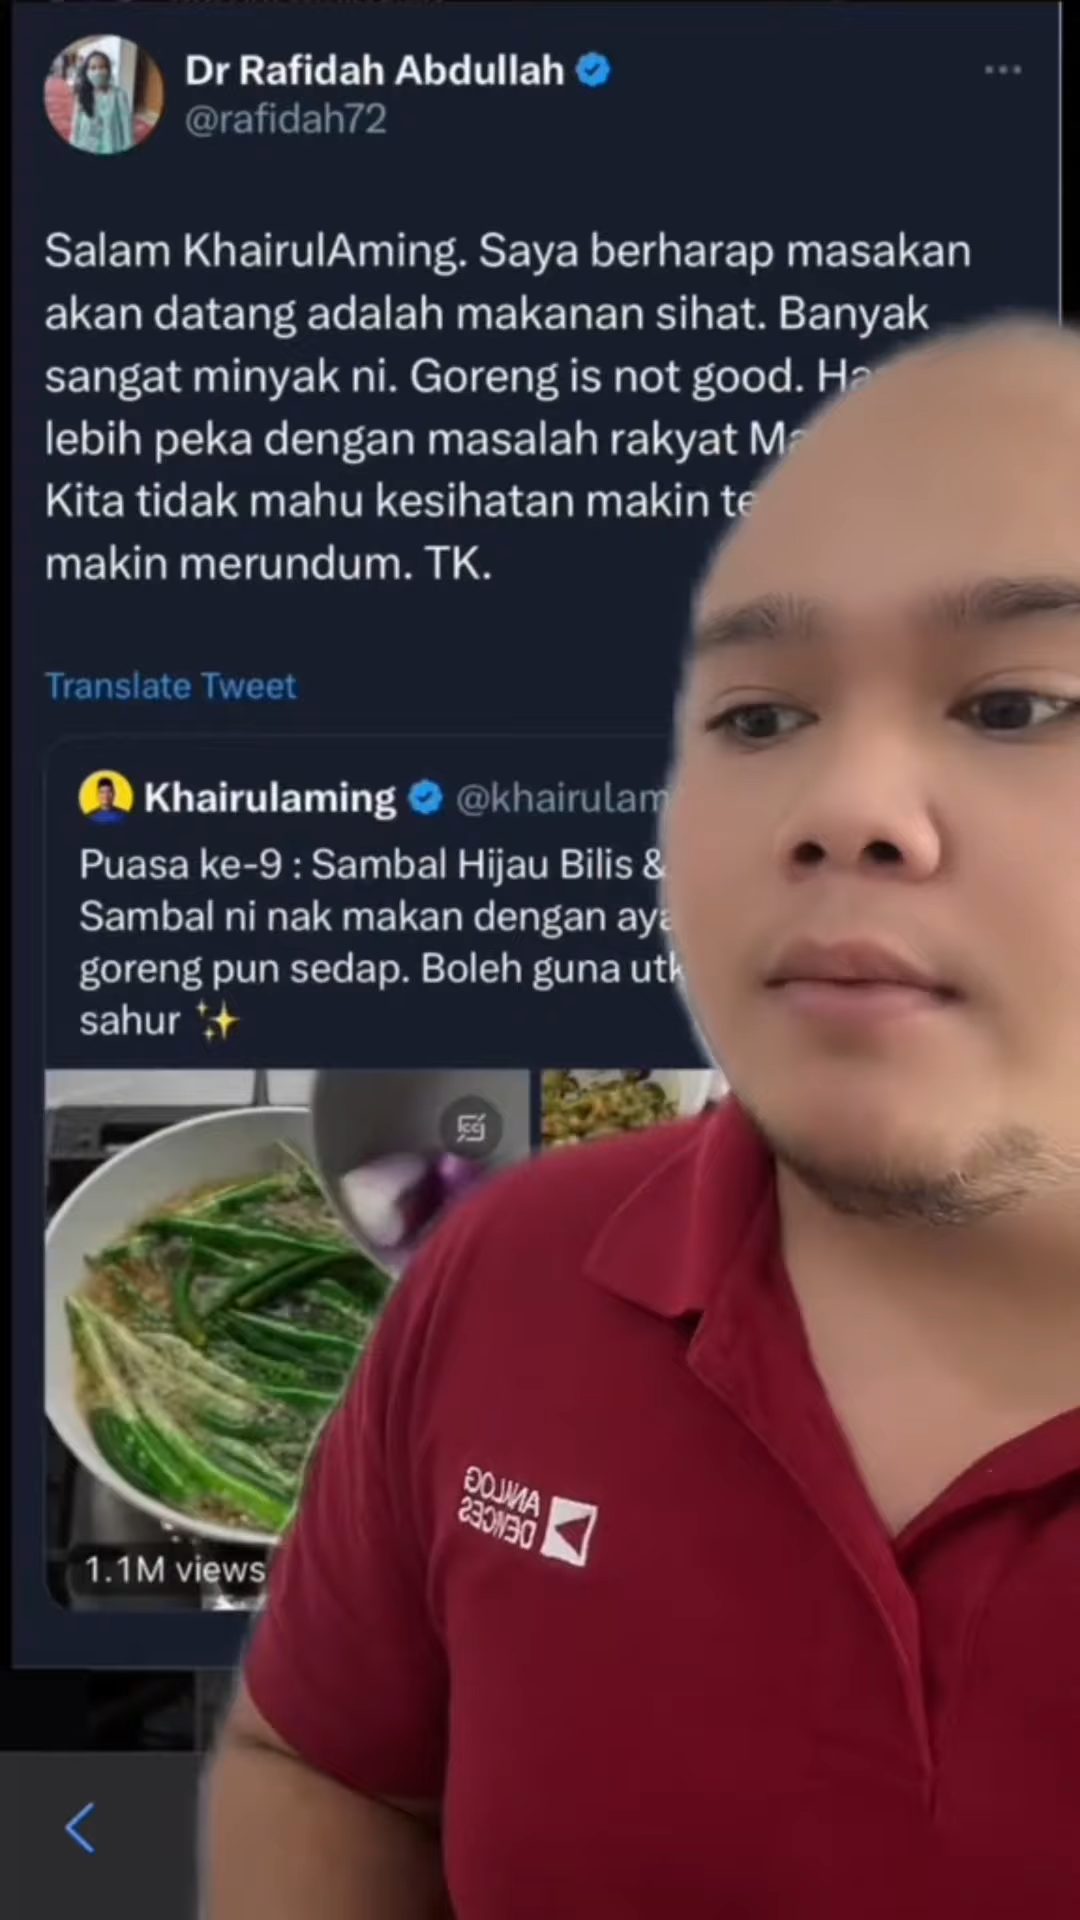 Dr Rafidah Abdullah
@rafidah72
Salam KhairulAming. Saya berharap masakan
akan datang adalah makanan sihat. Banyak
sangat minyak ni. Goreng is not good.
lebih peka dengan masalah rakyat
Kita tidak mahu kesihatan makin
makin merundum. TK.
Translate Tweet
Khairulaming @khairulam
Puasa ke-9 : Sambal Hijau Bilis &
Sambal ni nak makan dengan
goreng pun sedap. Boleh guna
sahur ✨
1.1M views
ANALOG
DEVICES